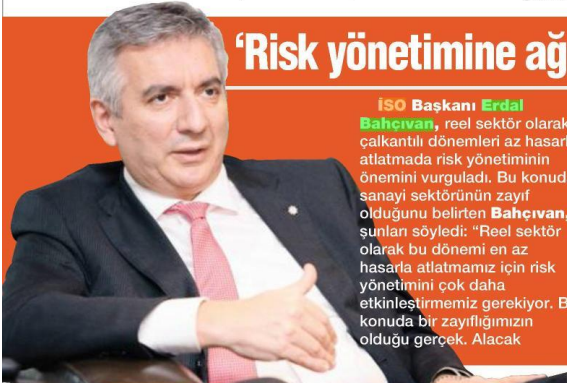 ‘Risk yönetimine ağ
İSO Başkanı Erdal
Bahçıvan, reel sektör olarak
çalkantılı dönemleri az hasarl
atlatmada risk yönetiminin
önemini vurguladı. Bu konud
sanayi sektörünün zayıf
olduğunu belirten Bahçıvan,
şunları söyledi: “Reel sektör
olarak bu dönemi en az
hasarla atlatmamız için risk
yönetimini çok daha
etkinleştirmemiz gerekiyor. B
konuda bir zayıflığımızın
olduğu gerçek. Alacak